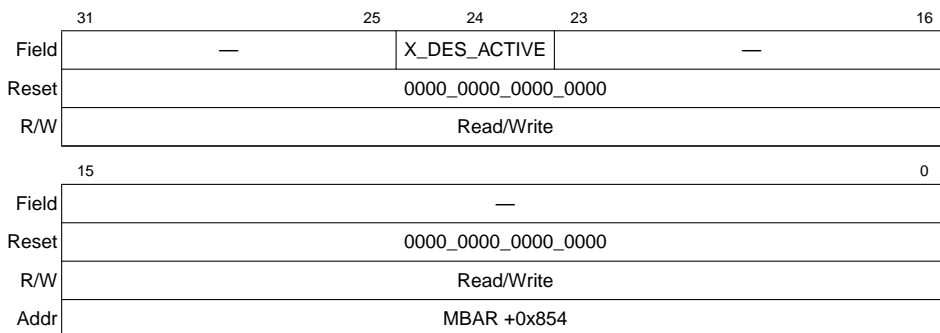 31 25 24 23 16
Field — X_DES_ACTIVE —
Reset 0000_0000_0000_0000
R/W Read/Write
15 0
Field —
Reset 0000_0000_0000_0000
R/W Read/Write
Addr MBAR +0x854